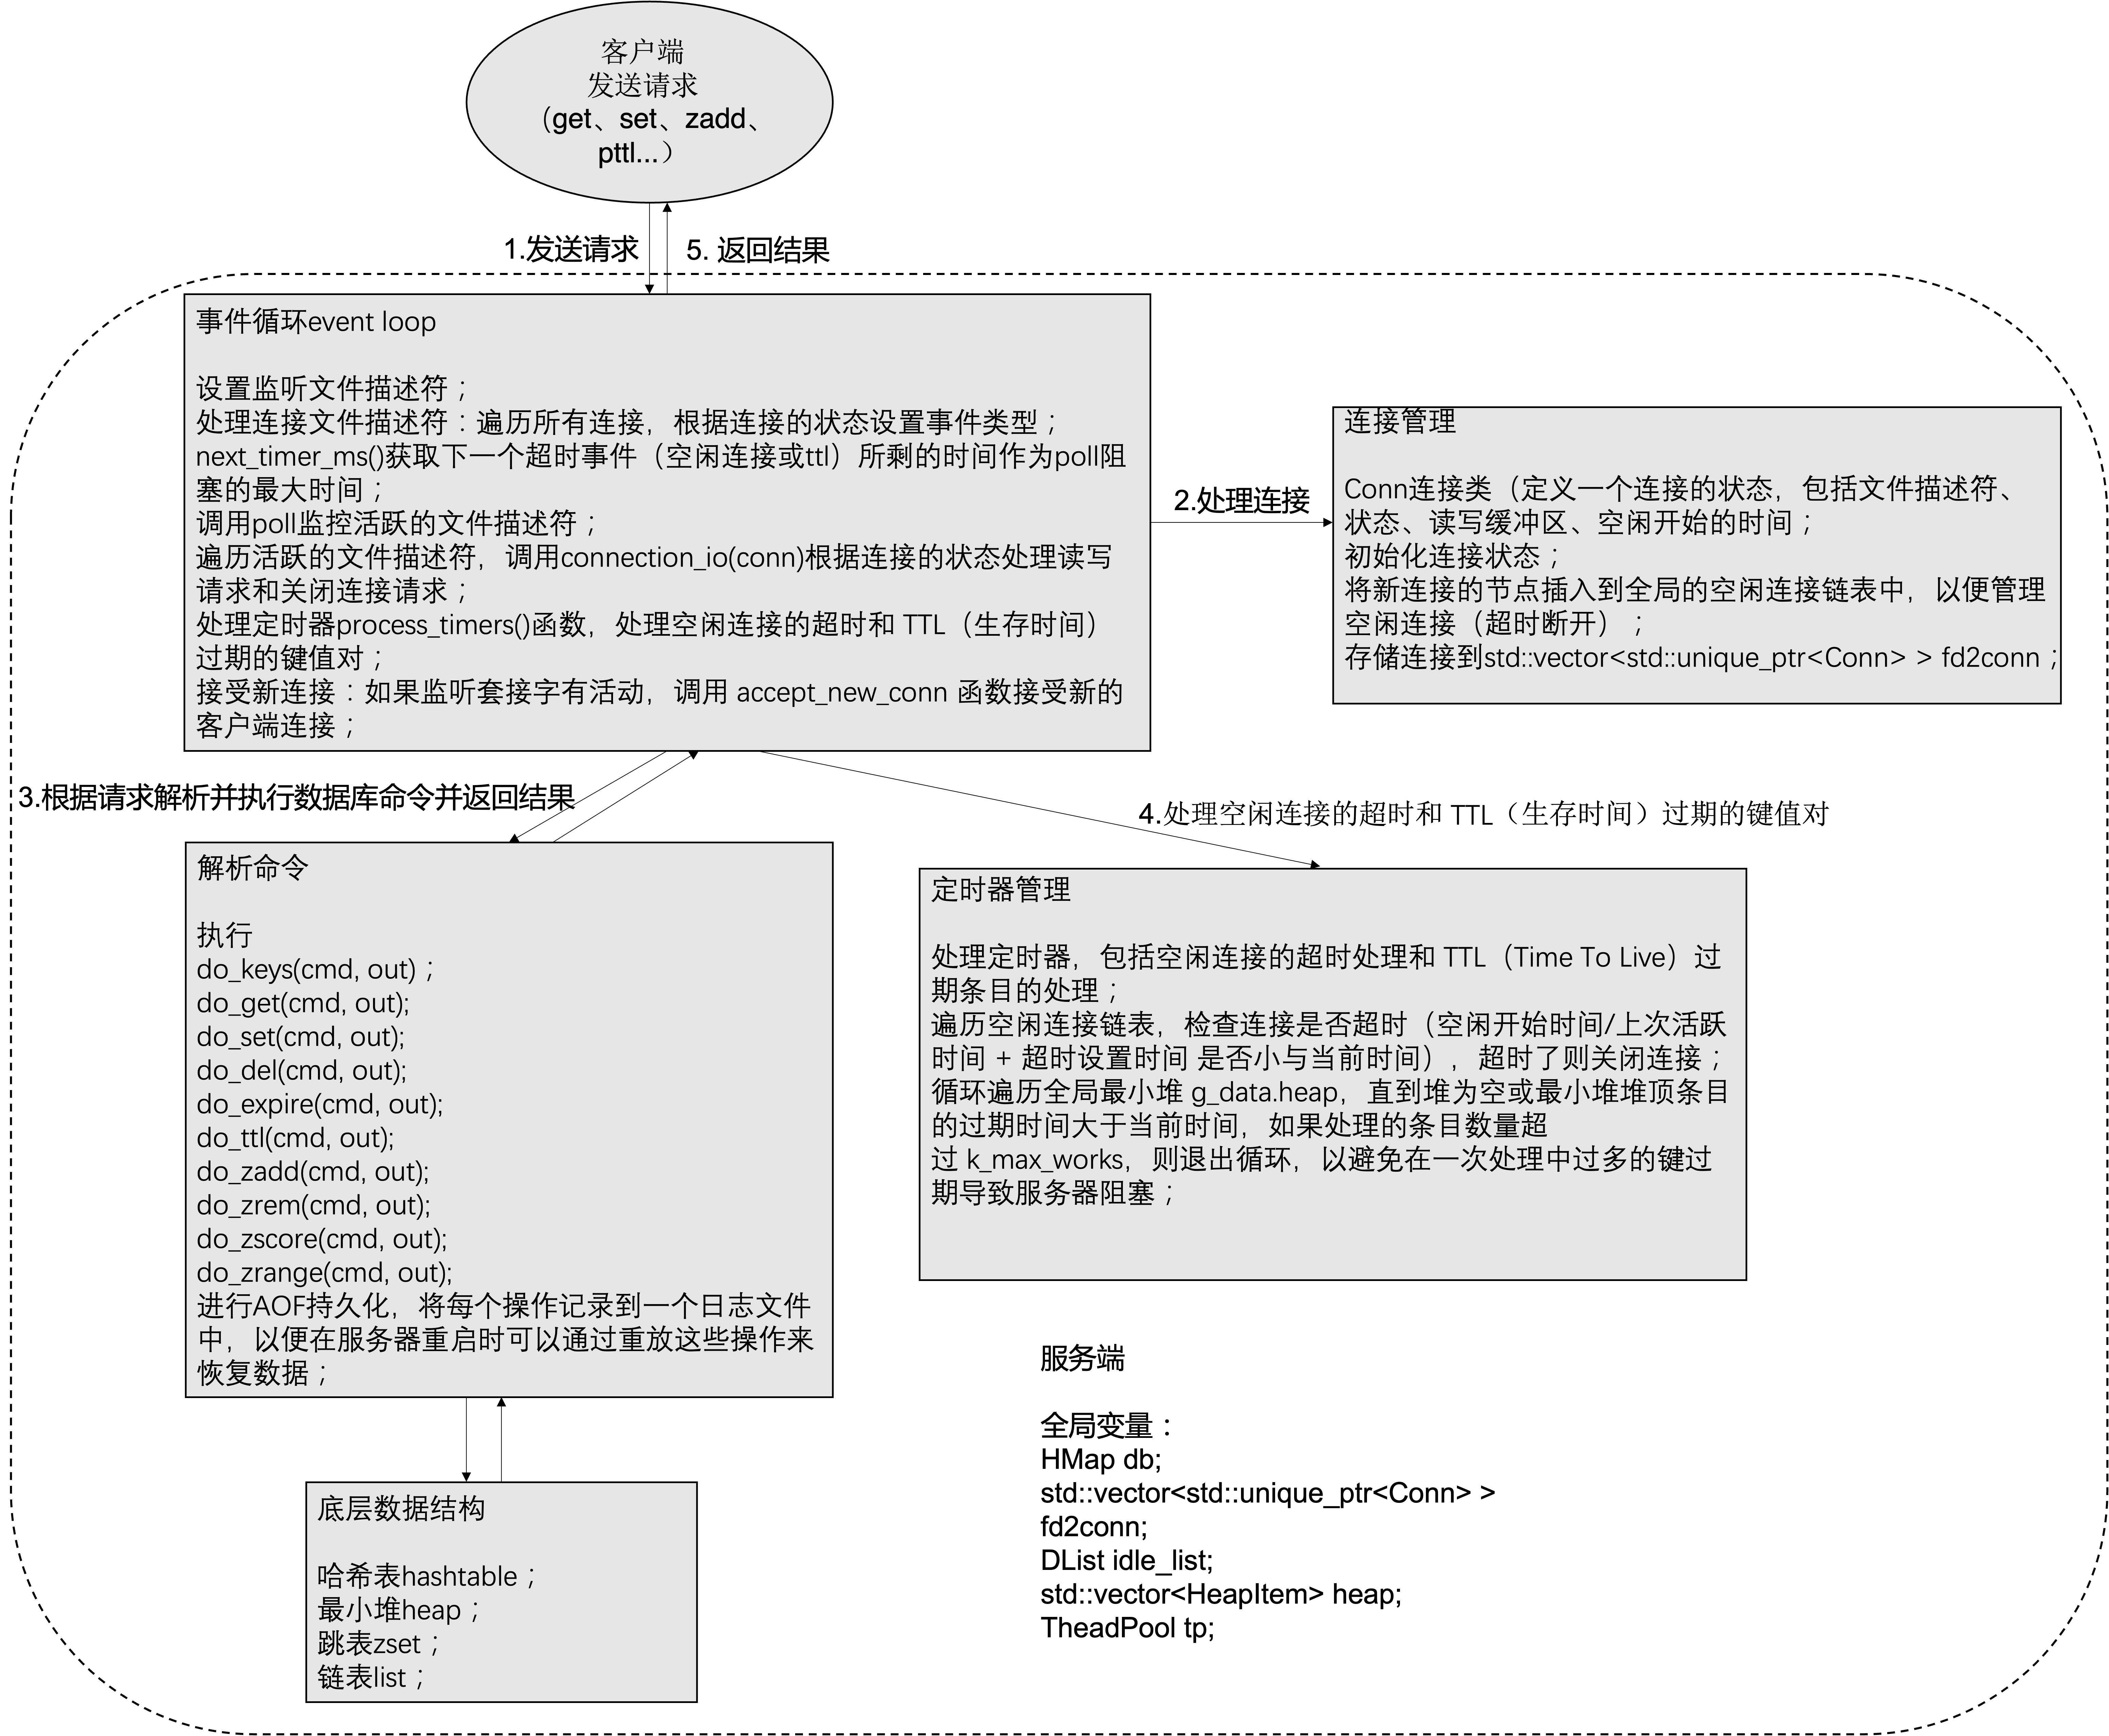 客户端
发送请求
（get、set、zadd、
pttl...）
1.发送请求
5. 返回结果
事件循环event loop
设置监听文件描述符；
处理连接文件描述符：遍历所有连接，根据连接的状态设置事件类型；
next_timer_ms()获取下一个超时事件（空闲连接或ttl）所剩的时间作为poll阻
塞的最大时间；
调用poll监控活跃的文件描述符；
遍历活跃的文件描述符，调用connection_io(conn)根据连接的状态处理读写
请求和关闭连接请求；
处理定时器process_timers()函数，处理空闲连接的超时和 TTL（生存时间）
过期的键值对；
接受新连接：如果监听套接字有活动，调用 accept_new_conn 函数接受新的
客户端连接；
2.处理连接
连接管理
Conn连接类（定义一个连接的状态，包括文件描述符、
状态、读写缓冲区、空闲开始的时间；
初始化连接状态；
将新连接的节点插入到全局的空闲连接链表中，以便管理
空闲连接（超时断开）；
存储连接到std::vector<std::unique_ptr<Conn> > fd2conn；
3.根据请求解析并执行数据库命令并返回结果
4.处理空闲连接的超时和 TTL（生存时间）过期的键值对
解析命令
执行
do_keys(cmd, out)；
do_get(cmd, out);
do_set(cmd, out);
do_del(cmd, out);
do_expire(cmd, out);
do_ttl(cmd, out);
do_zadd(cmd, out);
do_zrem(cmd, out);
do_zscore(cmd, out);
do_zrange(cmd, out);
进行AOF持久化，将每个操作记录到一个日志文件
中，以便在服务器重启时可以通过重放这些操作来
恢复数据；
定时器管理
处理定时器，包括空闲连接的超时处理和 TTL（Time To Live）过
期条目的处理；
遍历空闲连接链表，检查连接是否超时（空闲开始时间/上次活跃
时间 + 超时设置时间 是否小与当前时间），超时了则关闭连接；
循环遍历全局最小堆 g_data.heap，直到堆为空或最小堆堆顶条目
的过期时间大于当前时间，如果处理的条目数量超
过 k_max_works，则退出循环，以避免在一次处理中过多的键过
期导致服务器阻塞；
底层数据结构
哈希表hashtable；
最小堆heap；
跳表zset；
链表list；
服务端
全局变量：
HMap db;
std::vector<std::unique_ptr<Conn> >
fd2conn;
DList idle_list;
std::vector<HeapItem> heap;
TheadPool tp;